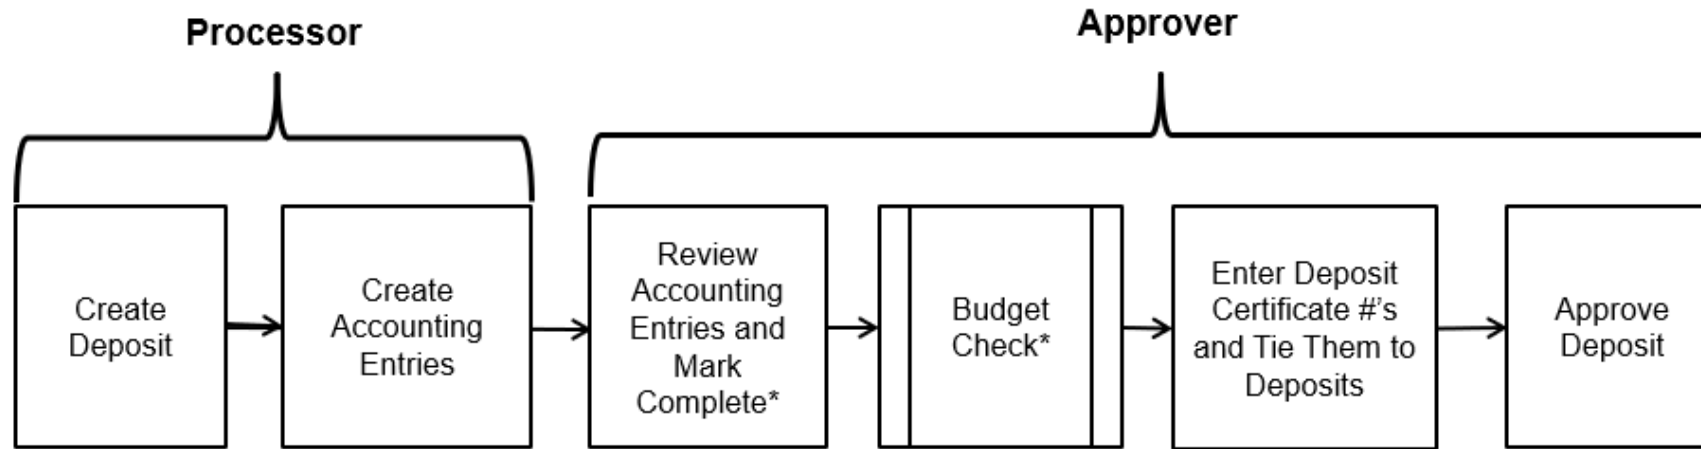 Processor
Approver
Create
Deposit
Create
Accounting
Entries
Review
Accounting
Entries and
Mark
Complete*
Budget
Check*
Enter Deposit
Certificate #'s
and Tie Them to
Deposits
Approve
Deposit